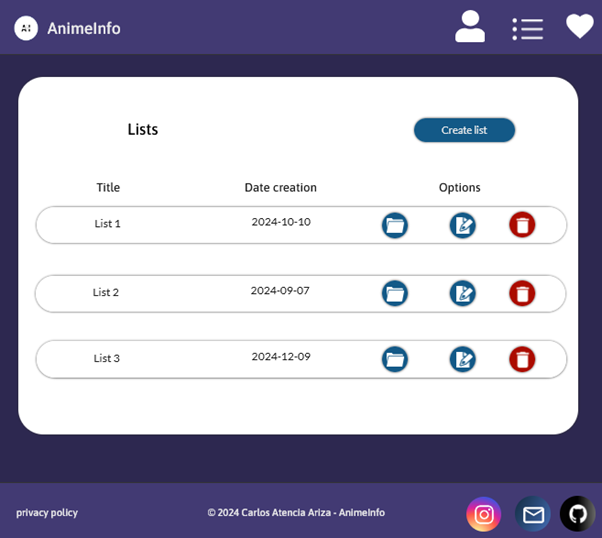 AnimeInfo
Lists
Create list
Title Date creation Options
List 1 2024-10-10
List 2 2024-09-07
List 3 2024-12-09
privacy policy © 2024 Carlos Atencia Ariza - AnimeInfo